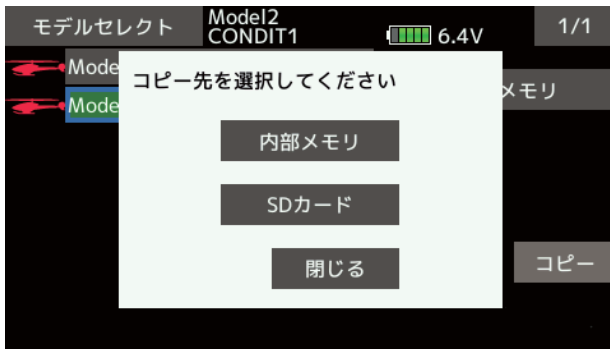 モデルセレクト
Model2
CONDIT1
6.4V
1/1
Mode
メモリ
Mode
コピー先を選択してください
内部メモリ
SDカード
閉じる
コピー